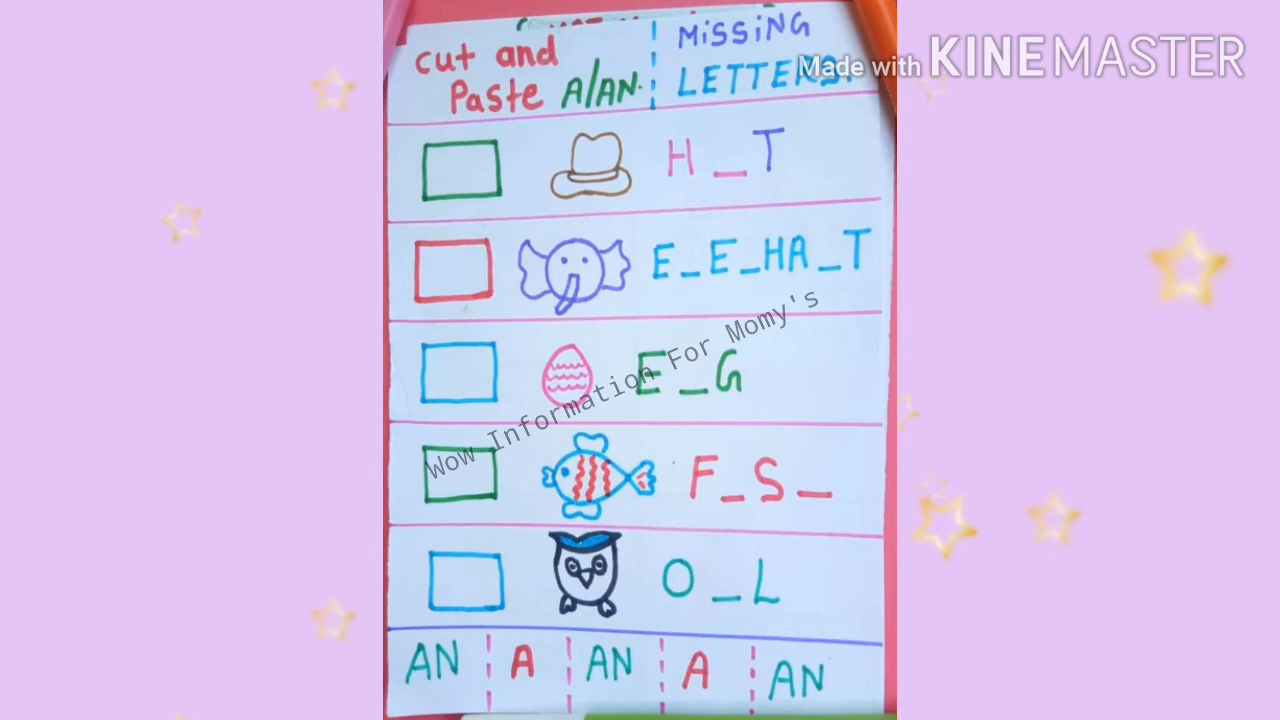 Made with KINEMASTER
cut and
Paste A/AN.
MiSSiNG
LETTERS.
H _ T
E_E_HA_T
E_G
F_S_
O_L
AN A AN A AN
Wow Information For Momy's